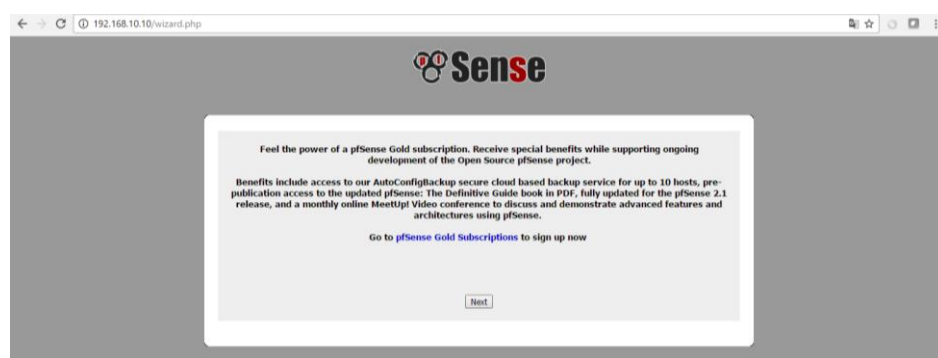 192.168.10.10/wizard.php
Sense
Feel the power of a pfSense Gold subscription. Receive special benefits while supporting ongoing
development of the Open Source pfSense project.
Benefits include access to our AutoConfigBackup secure cloud based backup service for up to 10 hosts, pre-
publication access to the updated pfSense: The Definitive Guide book in PDF, fully updated for the pfSense 2.1
release, and a monthly online MeetUp! Video conference to discuss and demonstrate advanced features and
architectures using pfSense.
Go to pfSense Gold Subscriptions to sign up now
Next